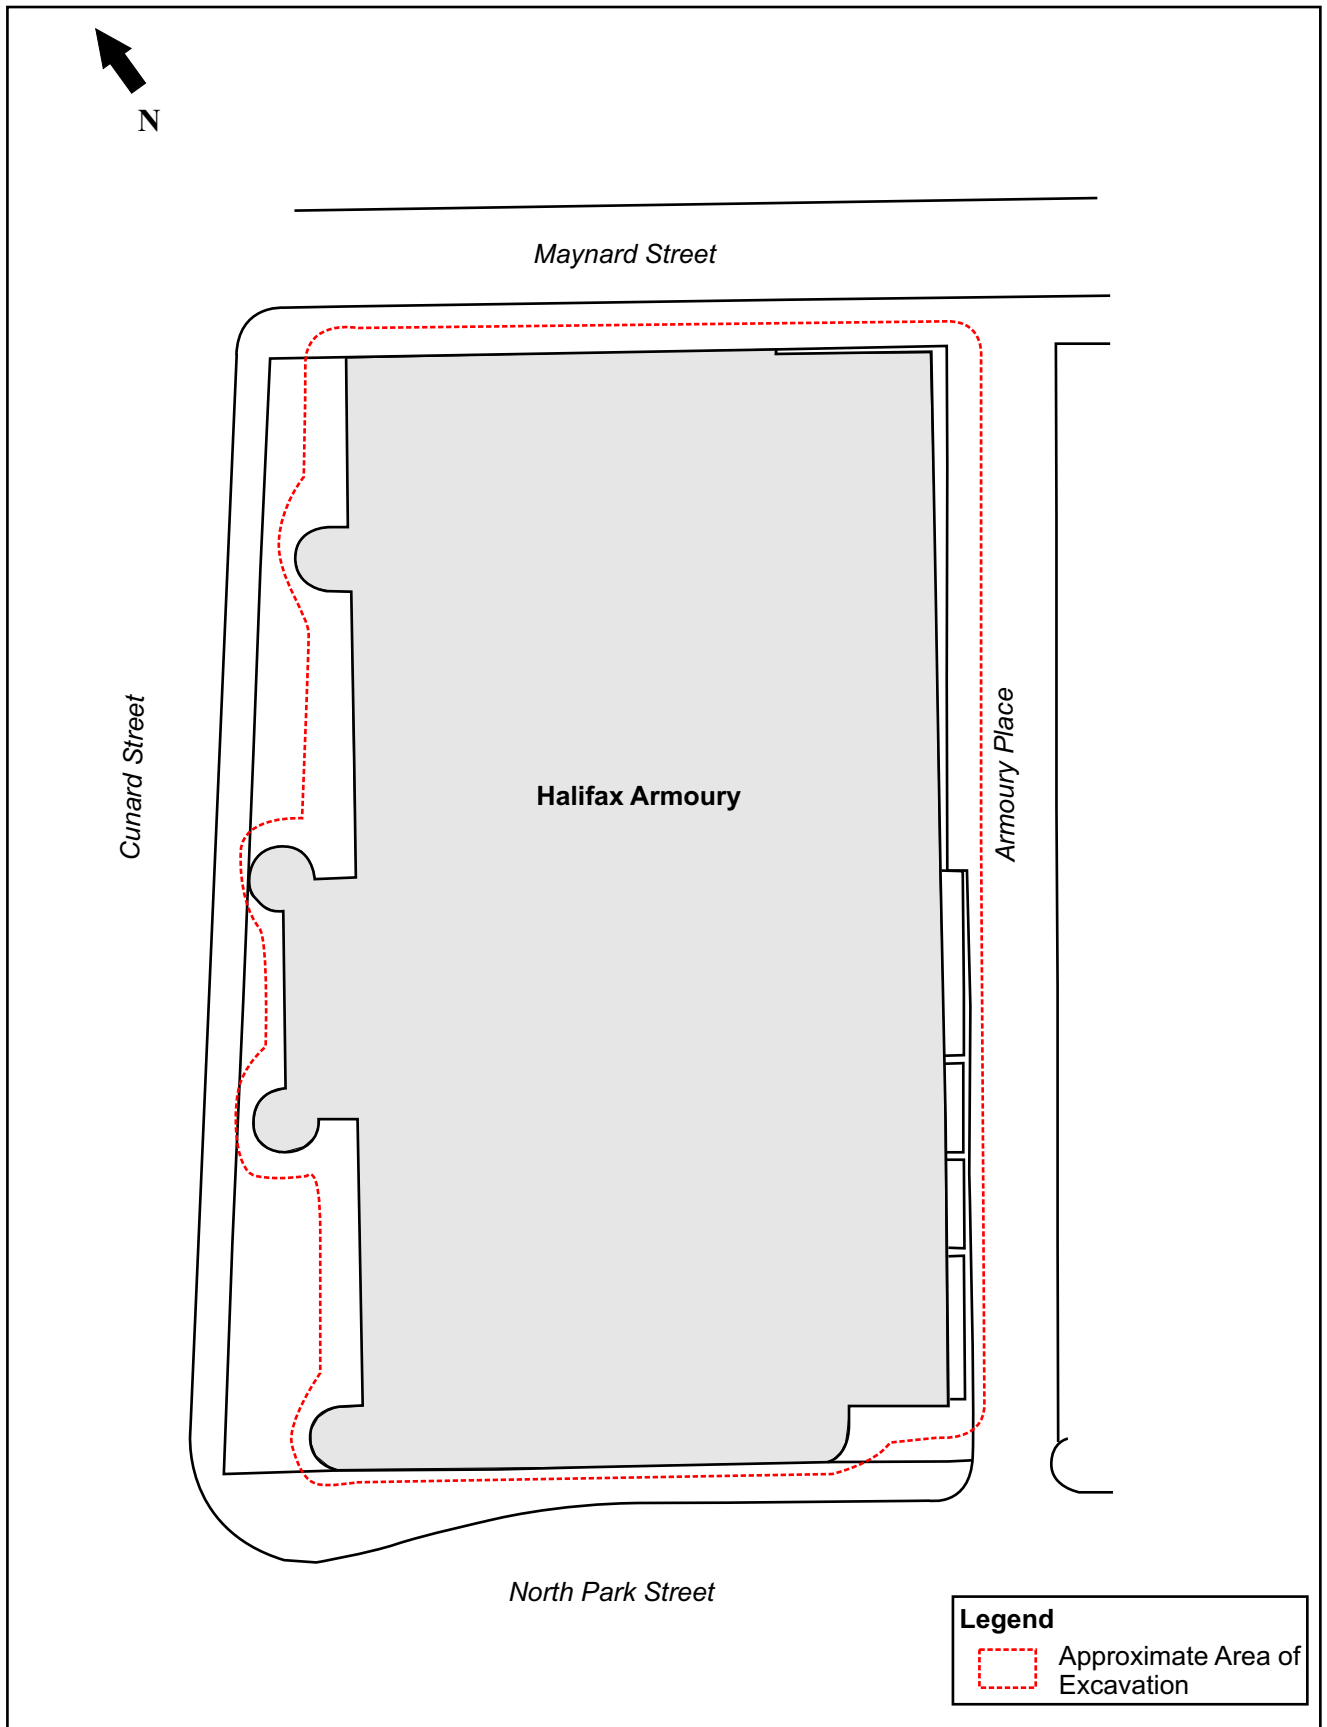 N
Maynard Street
Cunard Street
Armoury Place
Halifax Armoury
North Park Street
Legend
Approximate Area of
Excavation